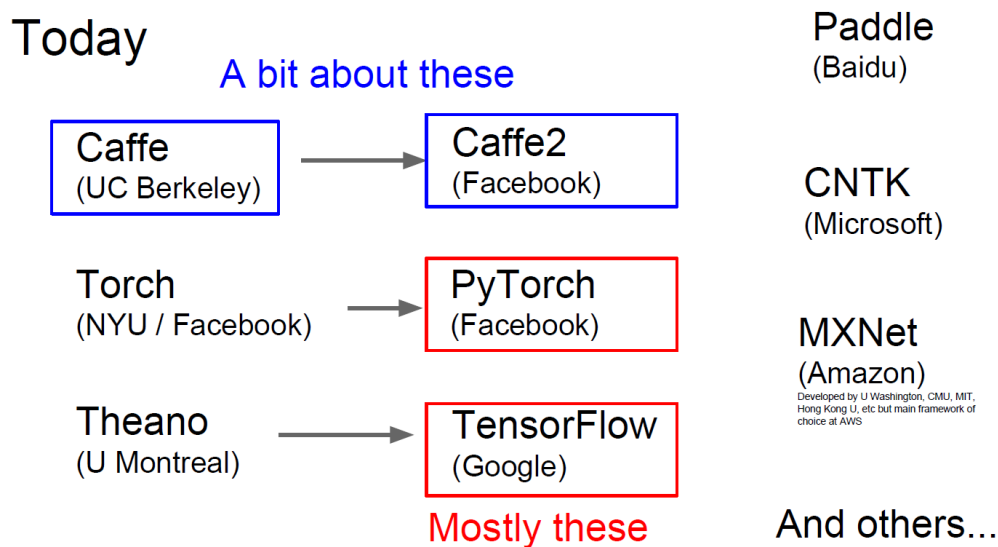 Today
A bit about these
Caffe
(UC Berkeley)
Caffe2
(Facebook)
Torch
(NYU / Facebook)
PyTorch
(Facebook)
Theano
(U Montreal)
TensorFlow
(Google)
Mostly these
Paddle
(Baidu)
CNTK
(Microsoft)
MXNet
(Amazon)
Developed by U Washington, CMU, MIT,
Hong Kong U, etc but main framework of
choice at AWS
And others...